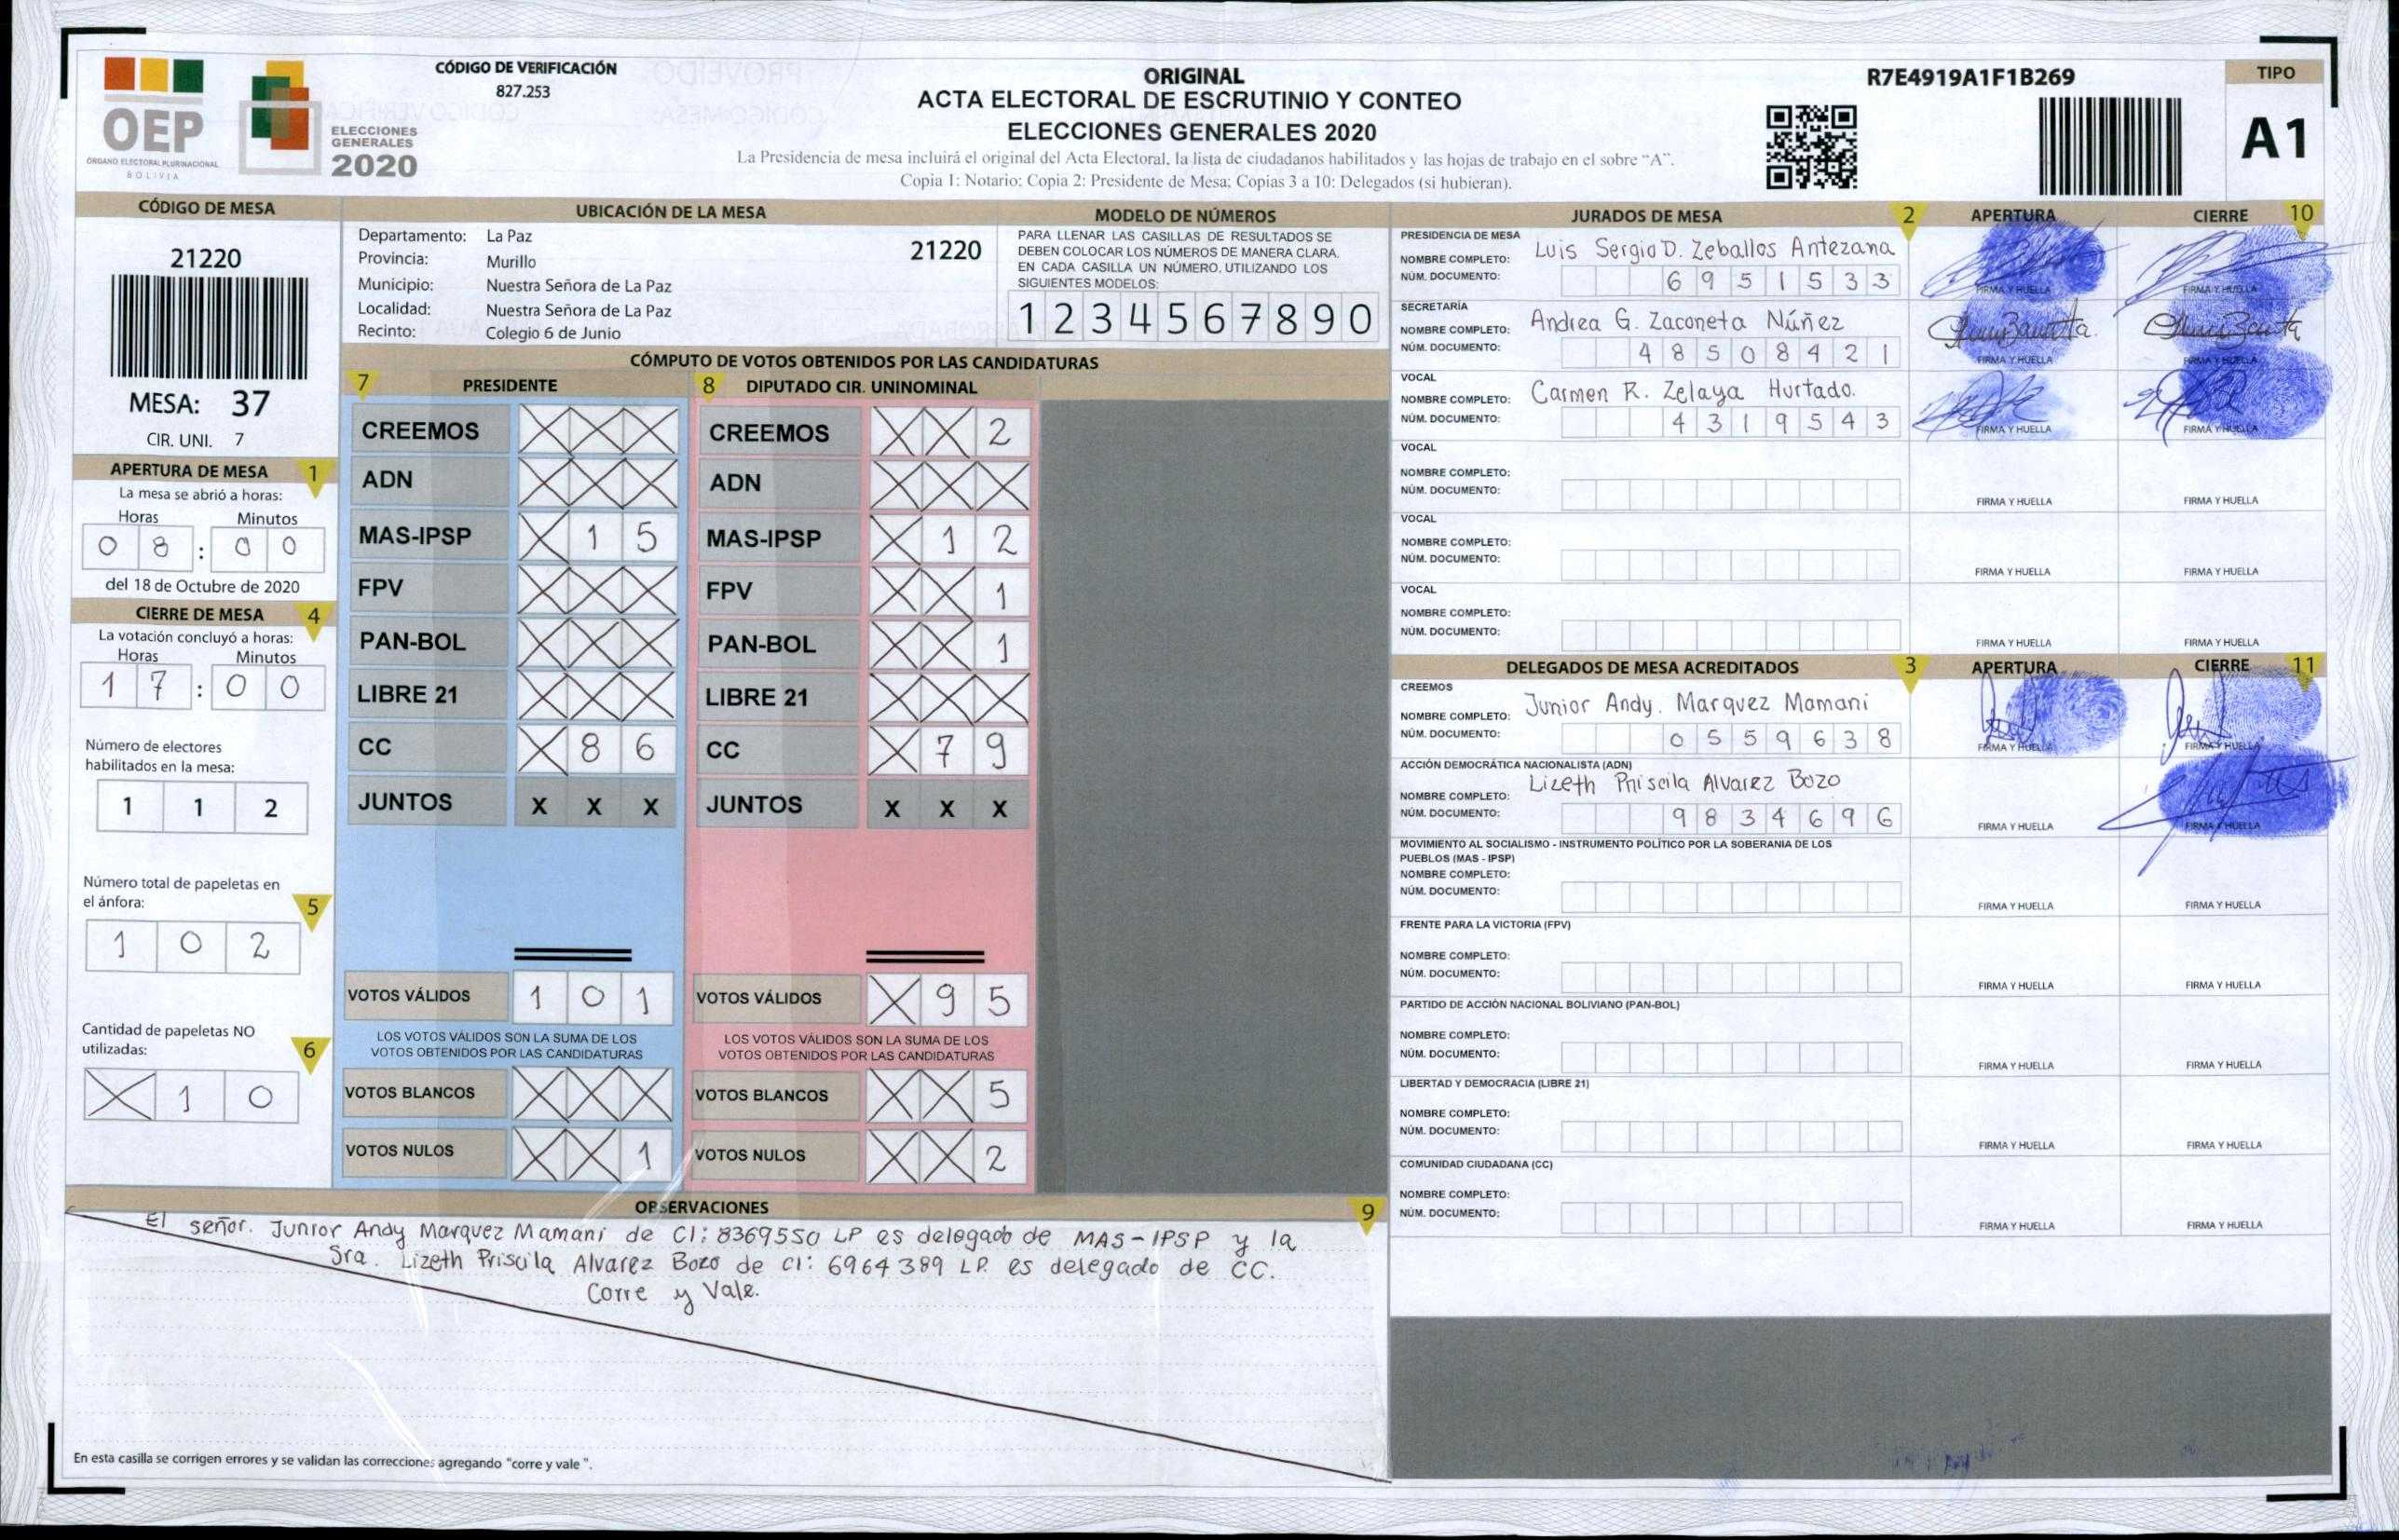 OEP
ÓRGANO ELECTORAL PLURINACIONAL
BOLIVIA
ELECCIONES
GENERALES
2020
CÓDIGO DE VERIFICACIÓN
827.253
ORIGINAL
ACTA ELECTORAL DE ESCRUTINIO Y CONTEO
ELECCIONES GENERALES 2020
La Presidencia de mesa incluirá el original del Acta Electoral, la lista de ciudadanos habilitados y las hojas de trabajo en el sobre "A".
Copia 1: Notario; Copia 2: Presidente de Mesa; Copias 3 a 10: Delegados (si hubieran).
R7E4919A1F1B269
TIPO
A1
CÓDIGO DE MESA
21220
MESA: 37
CIR. UNI. 7
APERTURA DE MESA 1
La mesa se abrió a horas:
Horas Minutos
0 8 : 0 0
del 18 de Octubre de 2020
CIERRE DE MESA 4
La votación concluyó a horas:
Horas Minutos
1 7 : 0 0
Número de electores
habilitados en la mesa:
1 1 2
Número total de papeletas en
el ánfora: 5
1 0 2
Cantidad de papeletas NO
utilizadas: 6
X 1 0
UBICACIÓN DE LA MESA
Departamento: La Paz 21220
Provincia: Murillo
Municipio: Nuestra Señora de La Paz
Localidad: Nuestra Señora de La Paz
Recinto: Colegio 6 de Junio
MODELO DE NÚMEROS
PARA LLENAR LAS CASILLAS DE RESULTADOS SE
DEBEN COLOCAR LOS NÚMEROS DE MANERA CLARA.
EN CADA CASILLA UN NÚMERO, UTILIZANDO LOS
SIGUIENTES MODELOS:
1 2 3 4 5 6 7 8 9 0
CÓMPUTO DE VOTOS OBTENIDOS POR LAS CANDIDATURAS
7 PRESIDENTE
CREEMOS X X X
ADN X X X
MAS-IPSP X 1 5
FPV X X X
PAN-BOL X X X
LIBRE 21 X X X
CC X 8 6
JUNTOS X X X
VOTOS VÁLIDOS 1 0 1
LOS VOTOS VÁLIDOS SON LA SUMA DE LOS
VOTOS OBTENIDOS POR LAS CANDIDATURAS
VOTOS BLANCOS X X X
VOTOS NULOS X X 1
8 DIPUTADO CIR. UNINOMINAL
CREEMOS X X 2
ADN X X X
MAS-IPSP X 1 2
FPV X X 1
PAN-BOL X X 1
LIBRE 21 X X X
CC X 7 9
JUNTOS X X X
VOTOS VÁLIDOS X 9 5
LOS VOTOS VÁLIDOS SON LA SUMA DE LOS
VOTOS OBTENIDOS POR LAS CANDIDATURAS
VOTOS BLANCOS X X 5
VOTOS NULOS X X 2
OBSERVACIONES 9
El señor. Junior Andy Marquez Mamani de CI: 8369550 LP es delegado de MAS-IPSP y la
Sra. Lizeth Priscila Alvarez Bozo de CI: 6964389 LP. es delegado de CC.
Corre y Vale.
En esta casilla se corrigen errores y se validan las correcciones agregando "corre y vale ".
JURADOS DE MESA 2 APERTURA CIERRE 10
PRESIDENCIA DE MESA
NOMBRE COMPLETO: Luis Sergio D. Zeballos Antezana
NÚM. DOCUMENTO: 6 9 5 1 5 3 3
FIRMA Y HUELLA FIRMA Y HUELLA
SECRETARÍA
NOMBRE COMPLETO: Andrea G. Zaconeta Núñez
NÚM. DOCUMENTO: 4 8 5 0 8 4 2 1
FIRMA Y HUELLA FIRMA Y HUELLA
VOCAL
NOMBRE COMPLETO: Carmen R. Zelaya Hurtado.
NÚM. DOCUMENTO: 4 3 1 9 5 4 3
FIRMA Y HUELLA FIRMA Y HUELLA
VOCAL
NOMBRE COMPLETO:
NÚM. DOCUMENTO:
FIRMA Y HUELLA FIRMA Y HUELLA
VOCAL
NOMBRE COMPLETO:
NÚM. DOCUMENTO:
FIRMA Y HUELLA FIRMA Y HUELLA
VOCAL
NOMBRE COMPLETO:
NÚM. DOCUMENTO:
FIRMA Y HUELLA FIRMA Y HUELLA
DELEGADOS DE MESA ACREDITADOS 3 APERTURA CIERRE 11
CREEMOS
NOMBRE COMPLETO: Junior Andy. Marquez Mamani
NÚM. DOCUMENTO: 0 5 5 9 6 3 8
FIRMA Y HUELLA FIRMA Y HUELLA
ACCIÓN DEMOCRÁTICA NACIONALISTA (ADN)
NOMBRE COMPLETO: Lizeth Priscila Alvarez Bozo
NÚM. DOCUMENTO: 9 8 3 4 6 9 6
FIRMA Y HUELLA FIRMA Y HUELLA
MOVIMIENTO AL SOCIALISMO - INSTRUMENTO POLÍTICO POR LA SOBERANIA DE LOS
PUEBLOS (MAS - IPSP)
NOMBRE COMPLETO:
NÚM. DOCUMENTO:
FIRMA Y HUELLA FIRMA Y HUELLA
FRENTE PARA LA VICTORIA (FPV)
NOMBRE COMPLETO:
NÚM. DOCUMENTO:
FIRMA Y HUELLA FIRMA Y HUELLA
PARTIDO DE ACCIÓN NACIONAL BOLIVIANO (PAN-BOL)
NOMBRE COMPLETO:
NÚM. DOCUMENTO:
FIRMA Y HUELLA FIRMA Y HUELLA
LIBERTAD Y DEMOCRACIA (LIBRE 21)
NOMBRE COMPLETO:
NÚM. DOCUMENTO:
FIRMA Y HUELLA FIRMA Y HUELLA
COMUNIDAD CIUDADANA (CC)
NOMBRE COMPLETO:
NÚM. DOCUMENTO:
FIRMA Y HUELLA FIRMA Y HUELLA